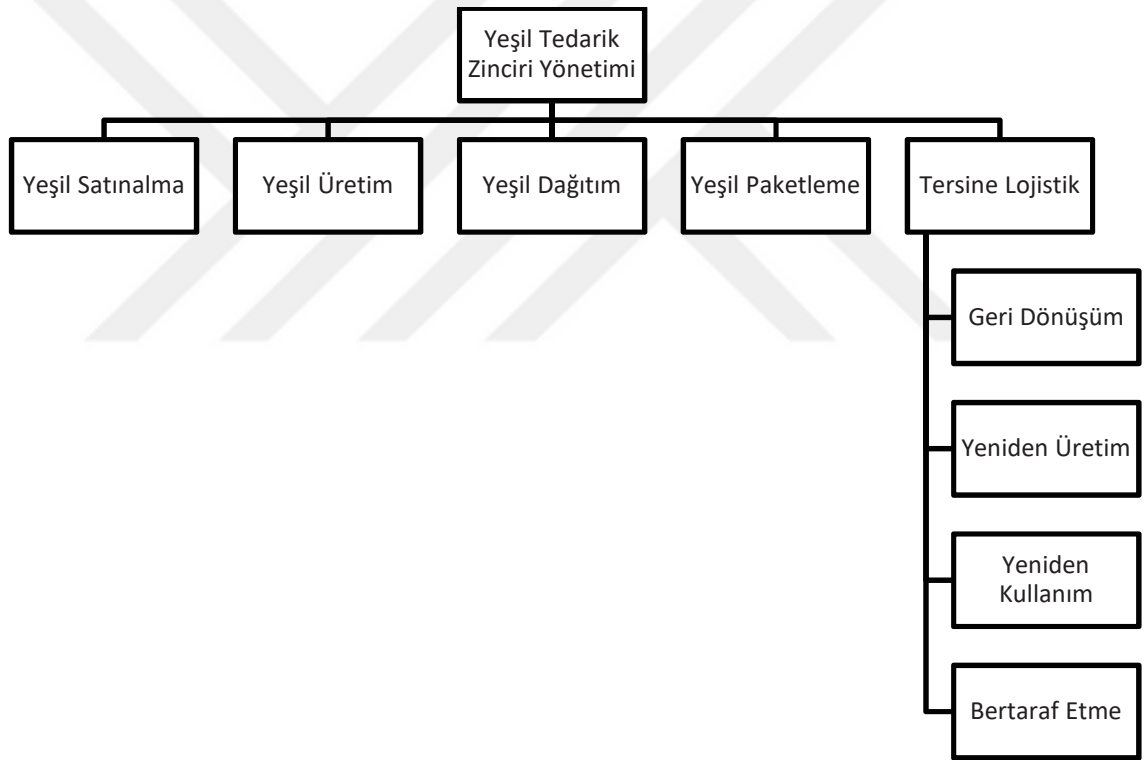 Yeşil Tedarik
Zinciri Yönetimi
Yeşil Satınalma
Yeşil Üretim
Yeşil Dağıtım
Yeşil Paketleme
Tersine Lojistik
Geri Dönüşüm
Yeniden Üretim
Yeniden
Kullanım
Bertaraf Etme